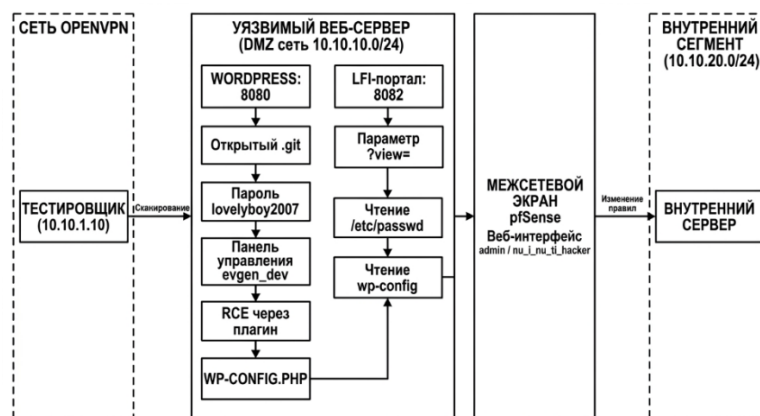 СЕТЬ OPENVPN
ТЕСТИРОВЩИК
(10.10.1.10)
Сканирование
УЯЗВИМЫЙ ВЕБ-СЕРВЕР
(DMZ сеть 10.10.10.0/24)
WORDPRESS:
8080
Открытый .git
Пароль
lovelyboy2007
Панель
управления
evgen_dev
RCE через
плагин
WP-CONFIG.PHP
LFI-портал:
8082
Параметр
?view=
Чтение
/etc/passwd
Чтение
wp-config
МЕЖСЕТЕВОЙ
ЭКРАН
pfSense
Веб-интерфейс
admin / nu_i_nu_ti_hacker
Изменение
правил
ВНУТРЕННИЙ
СЕГМЕНТ
(10.10.20.0/24)
ВНУТРЕННИЙ
СЕРВЕР